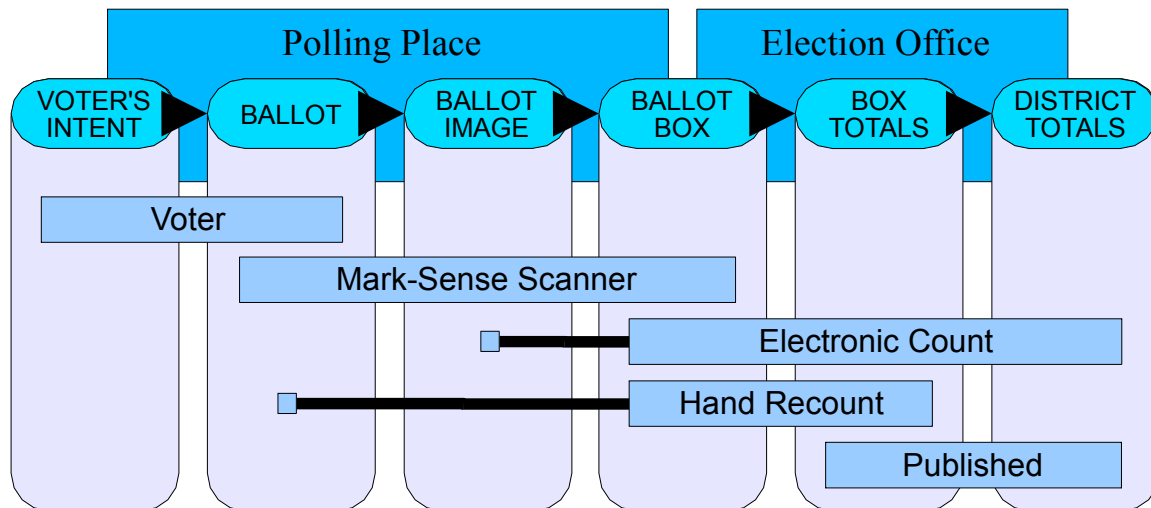 Polling Place
Election Office
VOTER'S
INTENT
BALLOT
BALLOT
IMAGE
BALLOT
BOX
BOX
TOTALS
DISTRICT
TOTALS
Voter
Mark-Sense Scanner
Electronic Count
Hand Recount
Published